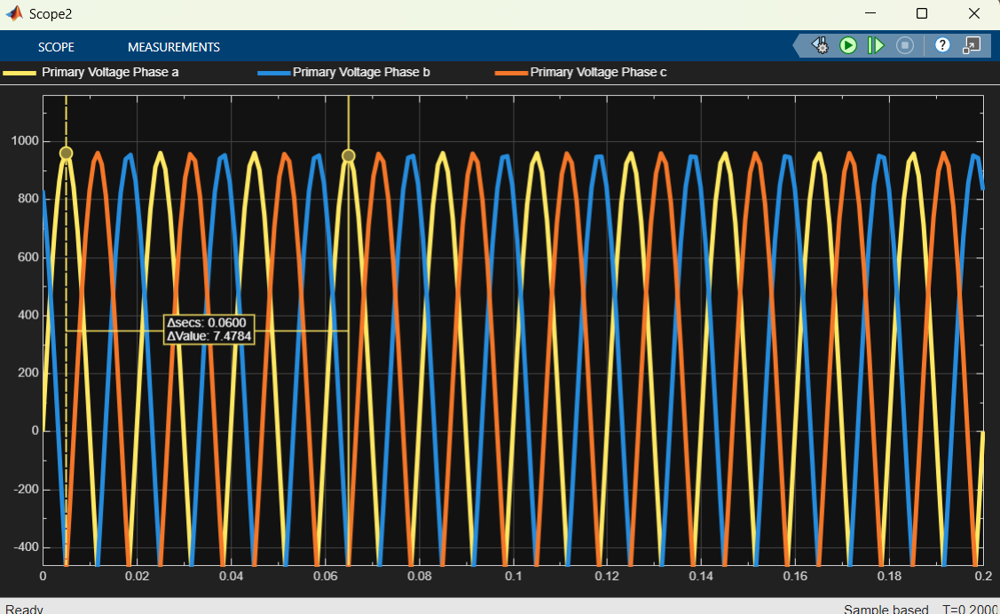 Scope2
SCOPE MEASUREMENTS
Primary Voltage Phase a Primary Voltage Phase b Primary Voltage Phase c
1000
800
600
400
Δsecs: 0.0600
ΔValue: 7.4784
200
0
-200
-400
0 0.02 0.04 0.06 0.08 0.1 0.12 0.14 0.16 0.18 0.2
Ready Sample based T=0.2000